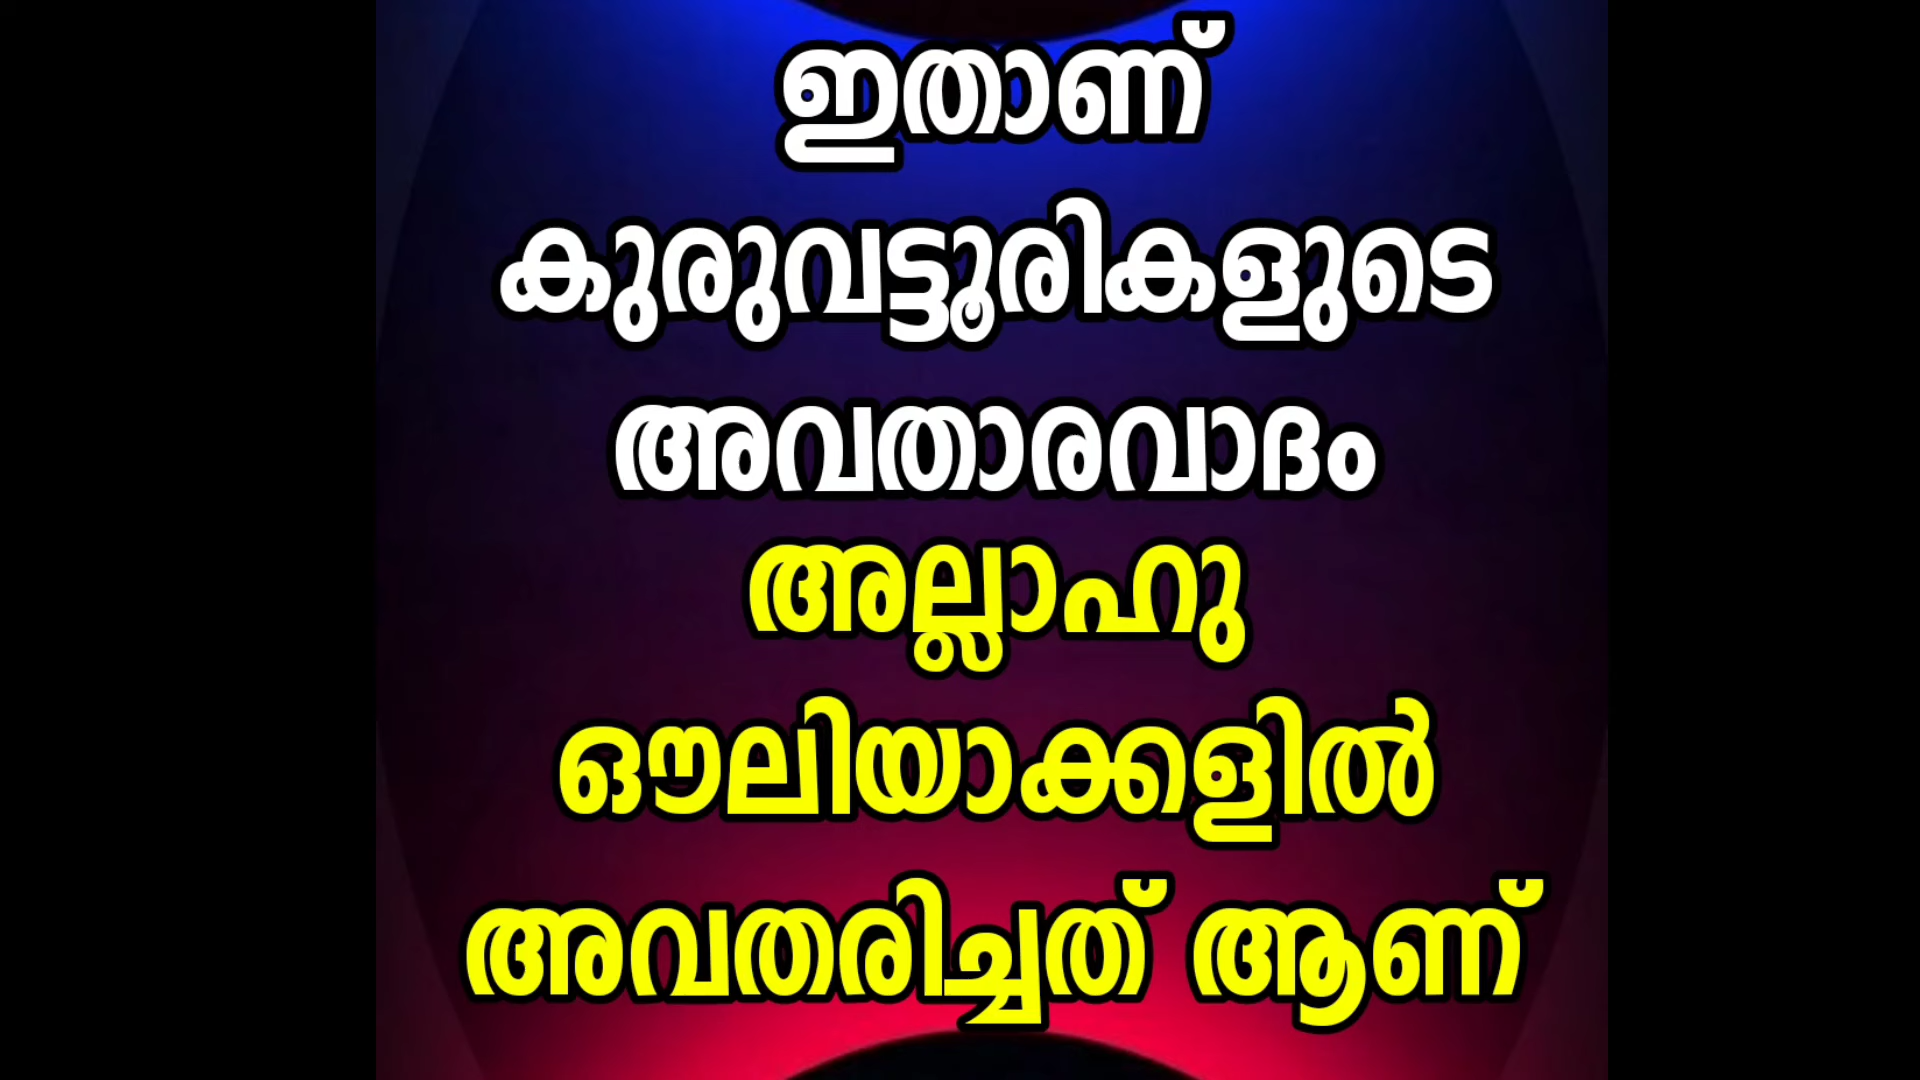 ഇതാണ്
കുരുവട്ടൂരികളുടെ
അവതാരവാദം
അല്ലാഹു
ഔലിയാക്കളിൽ
അവതരിച്ചത് ആണ്